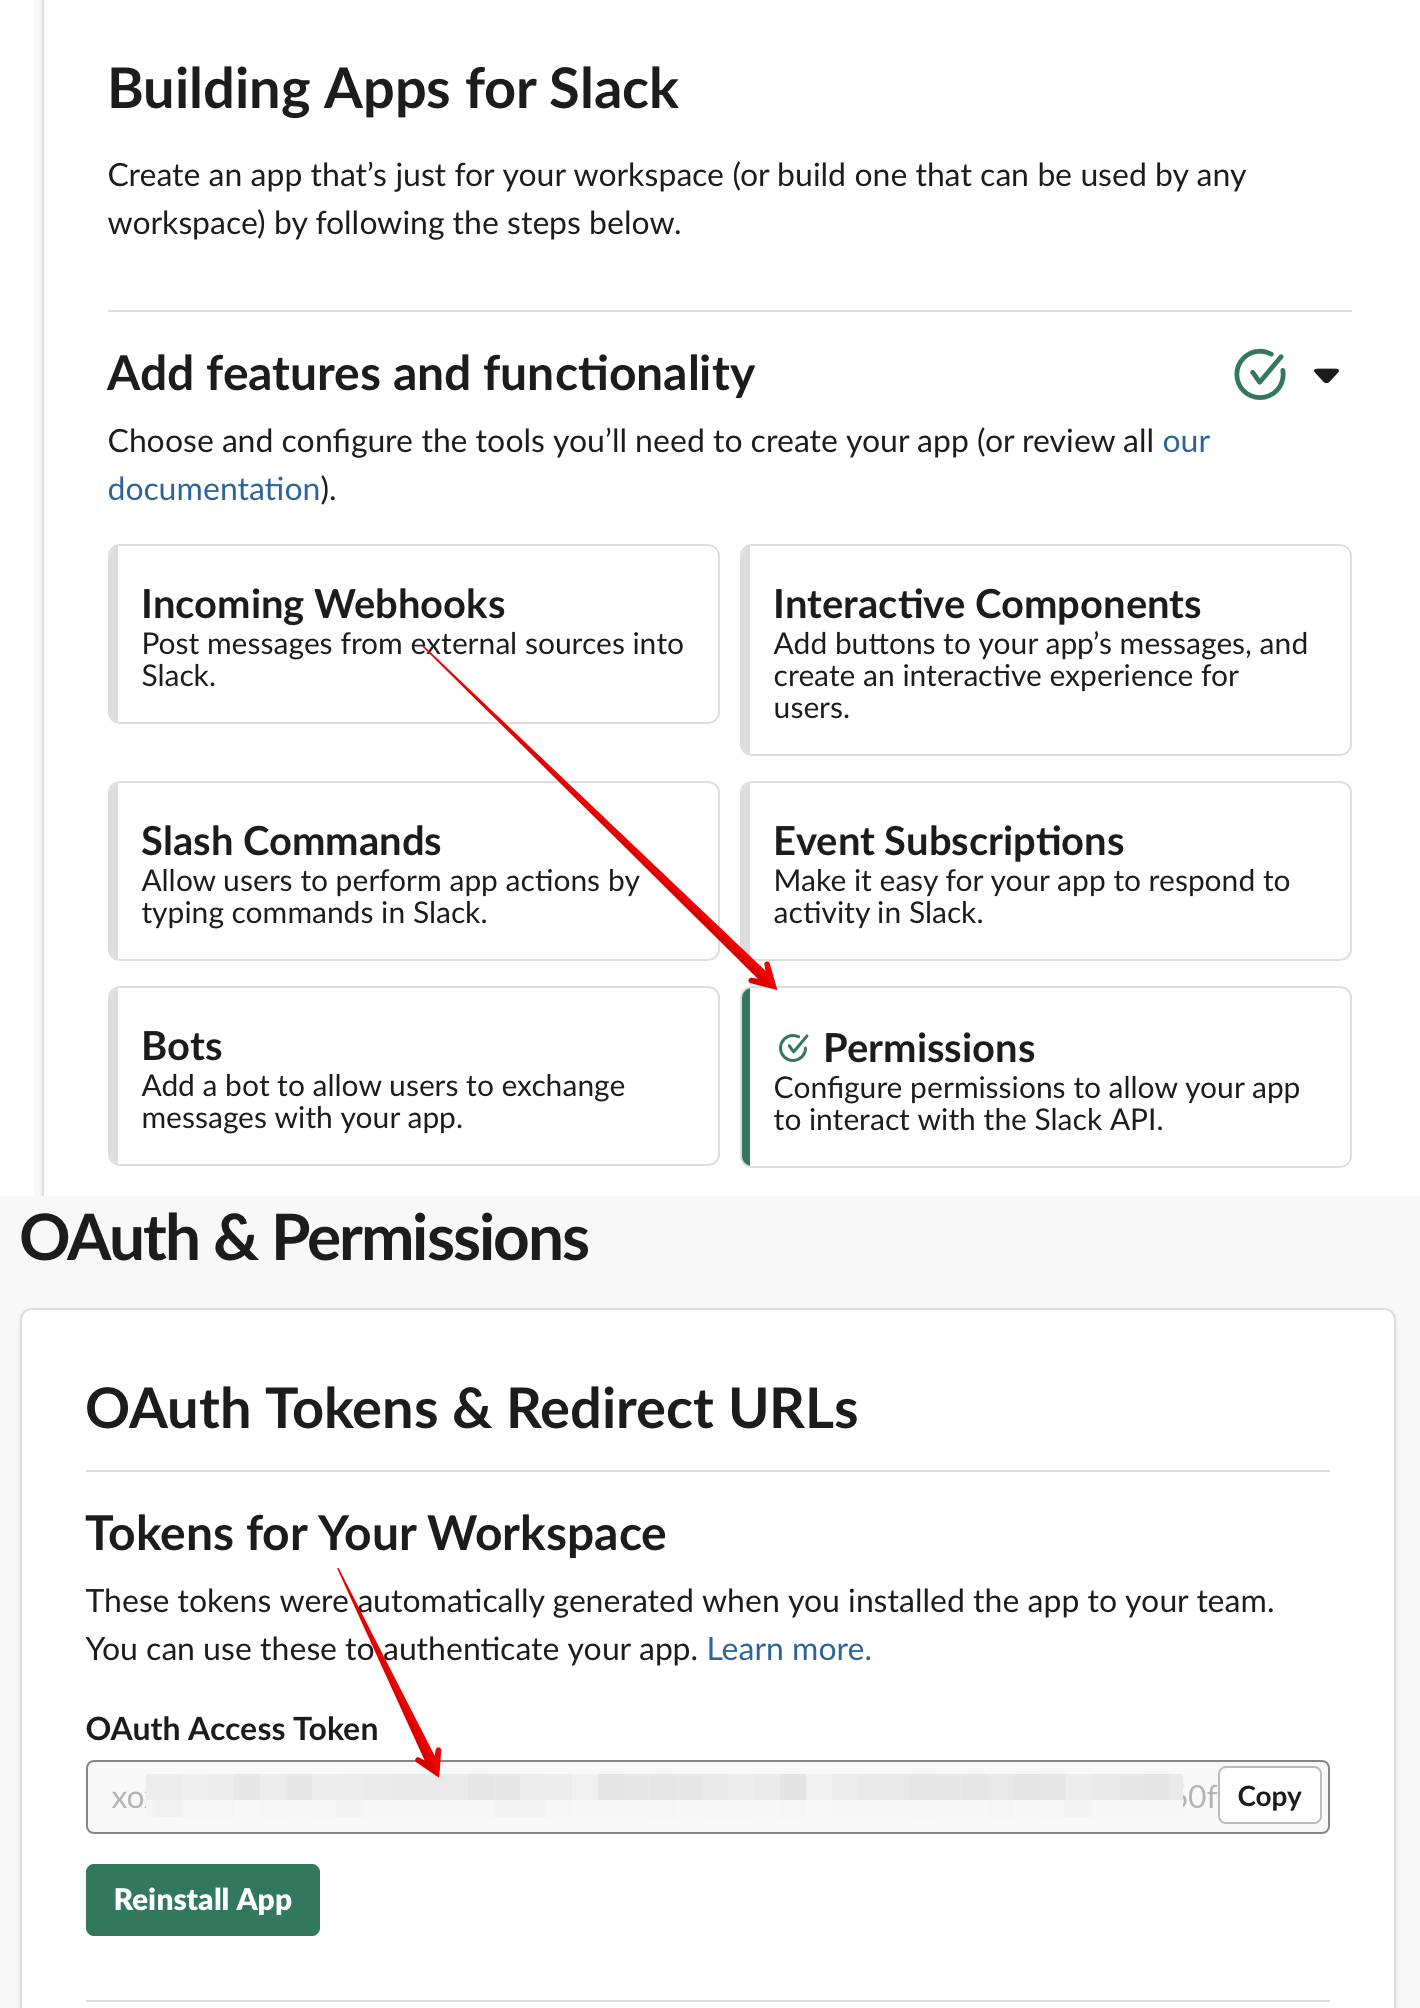 Building Apps for Slack
Create an app that’s just for your workspace (or build one that can be used by any
workspace) by following the steps below.
Add features and functionality
Choose and configure the tools you’ll need to create your app (or review all our
documentation).
Incoming Webhooks
Post messages from external sources into
Slack.
Interactive Components
Add buttons to your app’s messages, and
create an interactive experience for
users.
Slash Commands
Allow users to perform app actions by
typing commands in Slack.
Event Subscriptions
Make it easy for your app to respond to
activity in Slack.
Bots
Add a bot to allow users to exchange
messages with your app.
Permissions
Configure permissions to allow your app
to interact with the Slack API.
OAuth & Permissions
OAuth Tokens & Redirect URLs
Tokens for Your Workspace
These tokens were automatically generated when you installed the app to your team.
You can use these to authenticate your app. Learn more.
OAuth Access Token
Copy
Reinstall App